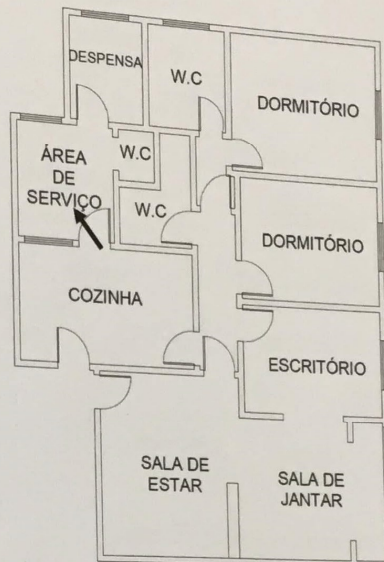 DESPENSA
W.C
DORMITÓRIO
ÁREA
DE
SERVIÇO
W.C
W.C
DORMITÓRIO
COZINHA
ESCRITÓRIO
SALA DE
ESTAR
SALA DE
JANTAR